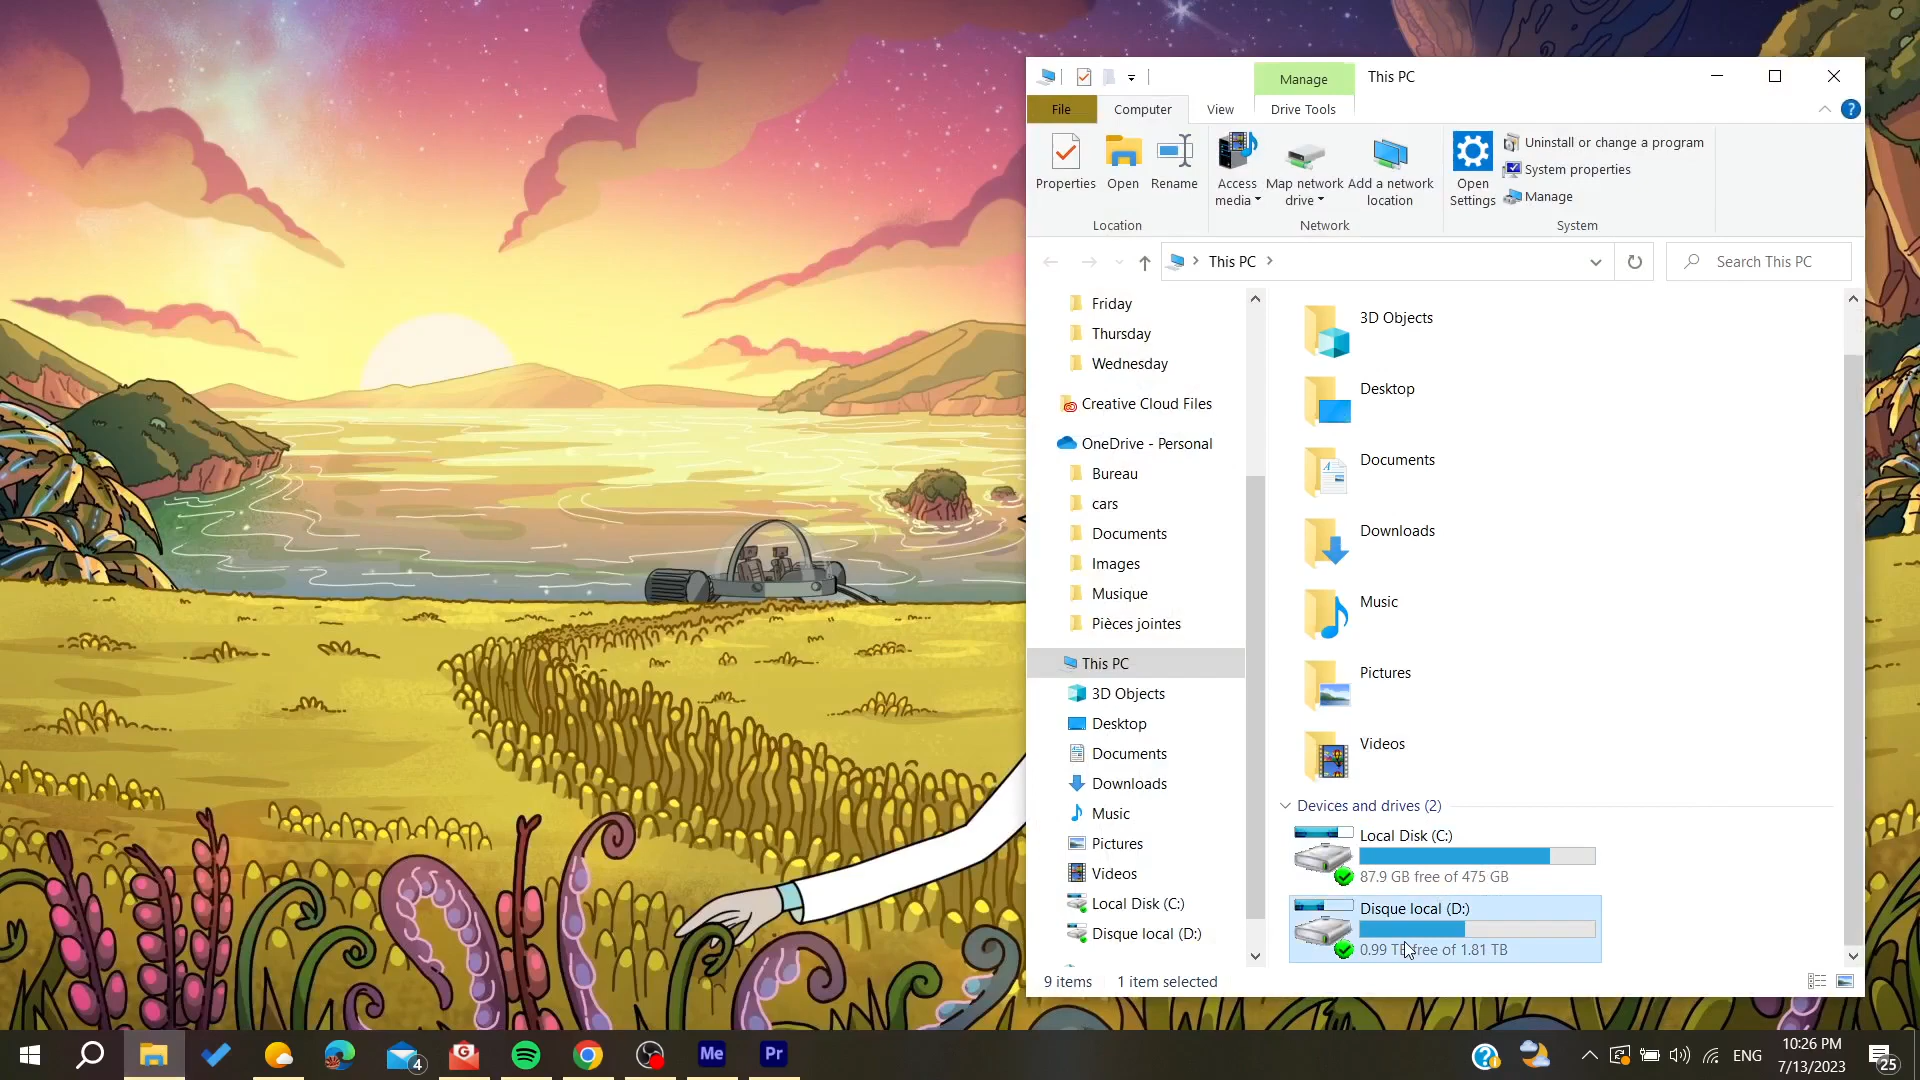 Manage
This PC
File
Computer
View
Drive Tools
?
Properties
Open
Rename
Access media
Map network drive
Add a network location
Open Settings
Uninstall or change a program
System properties
Manage
Location
Network
System
This PC
Search This PC
Friday
Thursday
Wednesday
Creative Cloud Files
OneDrive - Personal
Bureau
cars
Documents
Images
Musique
Pièces jointes
This PC
3D Objects
Desktop
Documents
Downloads
Music
Pictures
Videos
Local Disk (C:)
Disque local (D:)
3D Objects
Desktop
Documents
Downloads
Music
Pictures
Videos
Devices and drives (2)
Local Disk (C:)
87.9 GB free of 475 GB
Disque local (D:)
0.99 TB free of 1.81 TB
9 items
1 item selected
4
G
Me
Pr
?
ENG
10:26 PM
7/13/2023
25